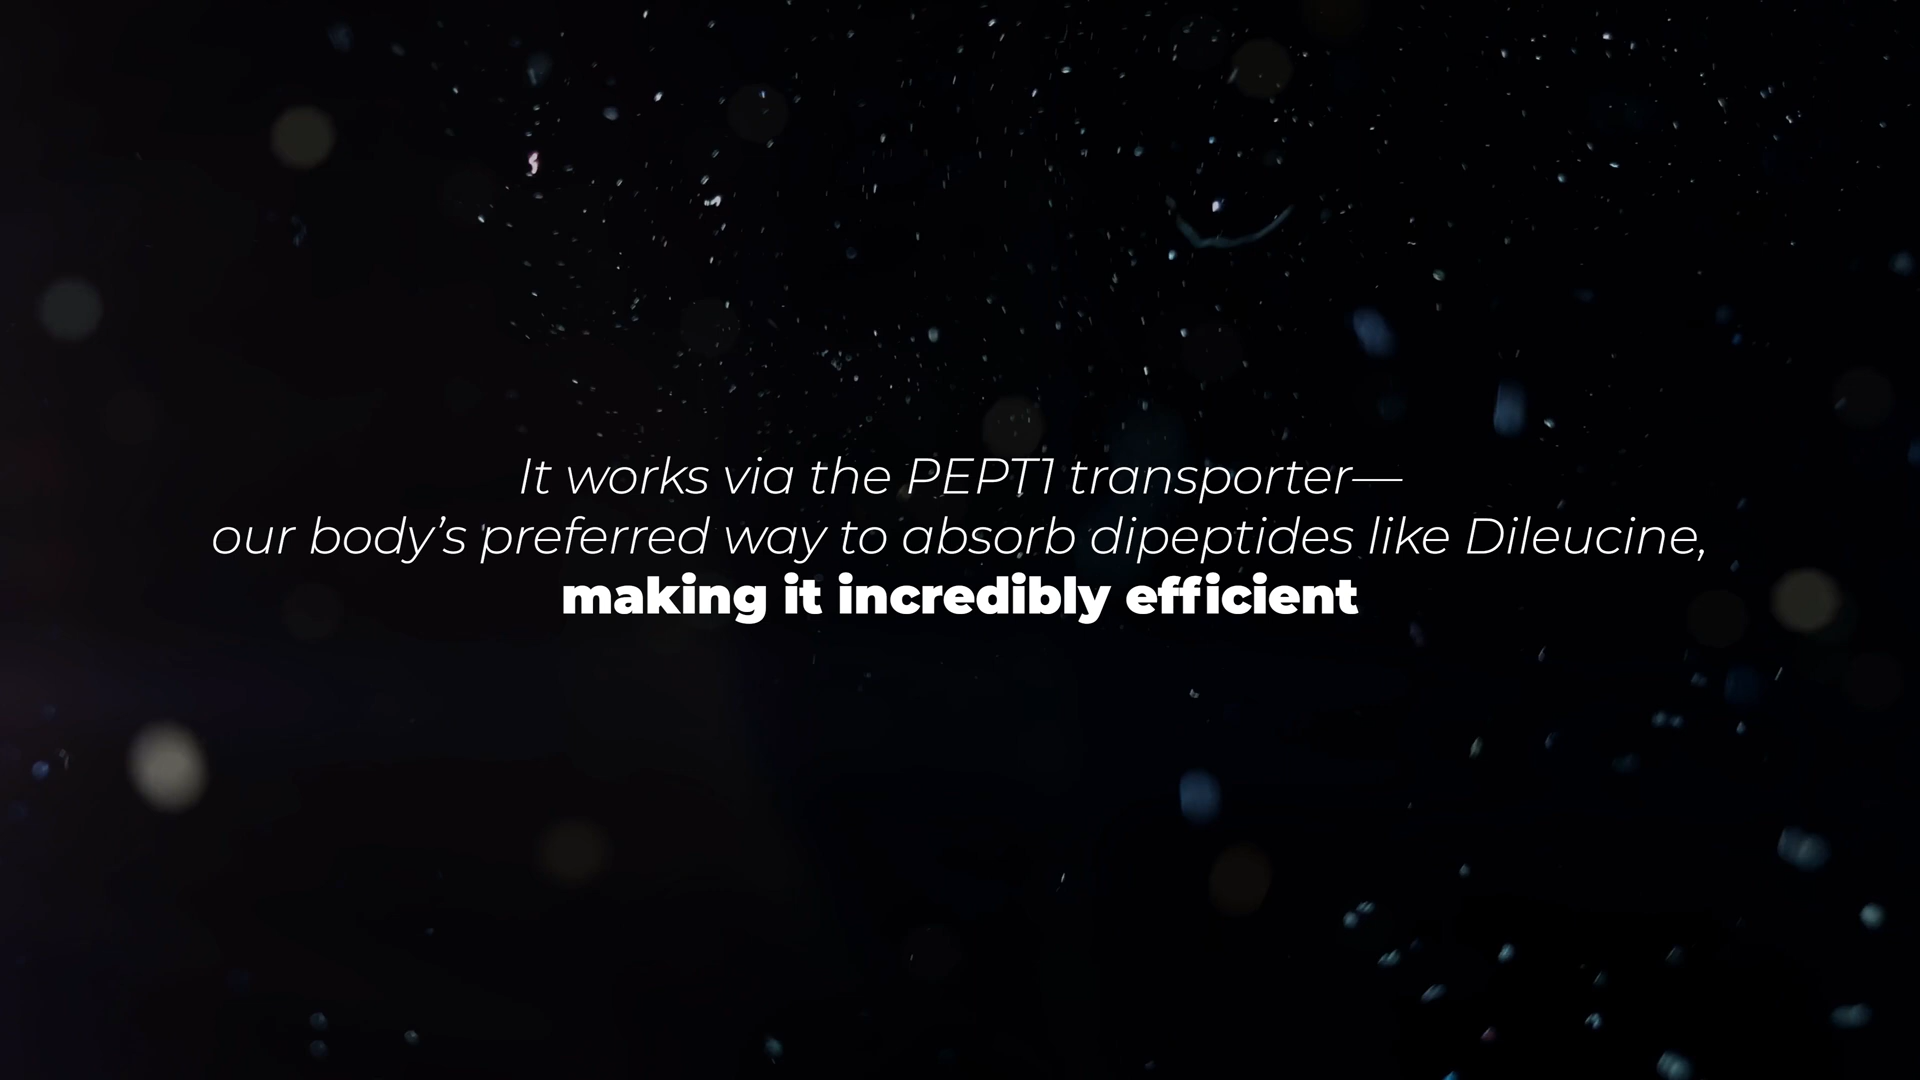 It works via the PEPT1 transporter—
our body’s preferred way to absorb dipeptides like Dileucine,
making it incredibly efficient